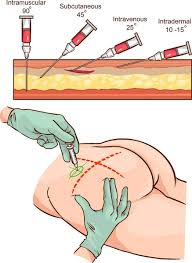 Intramuscular
90°
Subcutaneous
45°
Intravenous
25°
Intradermal
10 -15°